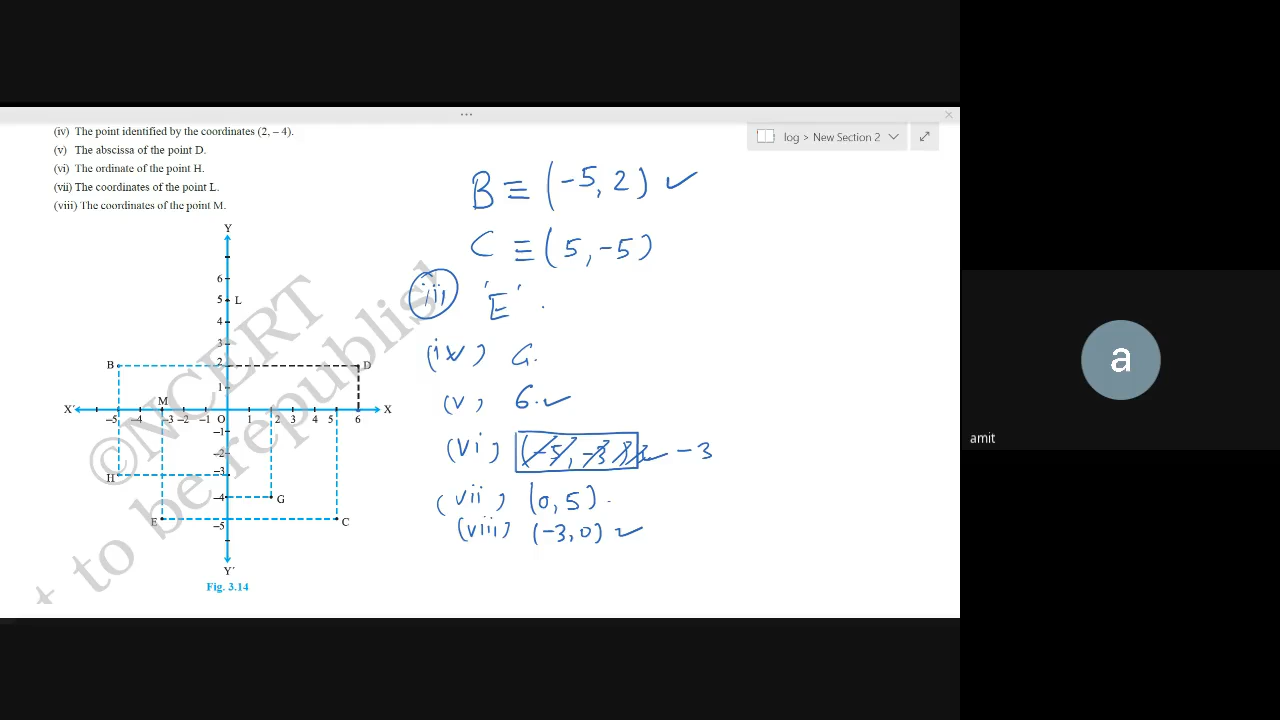 (iv) The point identified by the coordinates (2, – 4).
(v) The abscissa of the point D.
(vi) The ordinate of the point H.
(vii) The coordinates of the point L.
(viii) The coordinates of the point M.
log > New Section 2
B ≡ (-5, 2) ✓
C ≡ (5, -5)
iii 'E' .
(iv) G.
(v) 6. ✓
(vi) -3
(vii) (0, 5) .
(viii) (-3, 0) ✓
Y
6
5 L
4
3
2
B D
1
M
X′ –5 –4 –3 –2 –1 O 1 2 3 4 5 6 X
–1
–2
–3
H
–4 G
E –5 C
Y′
Fig. 3.14
©NCERT
t to be republish
a
amit